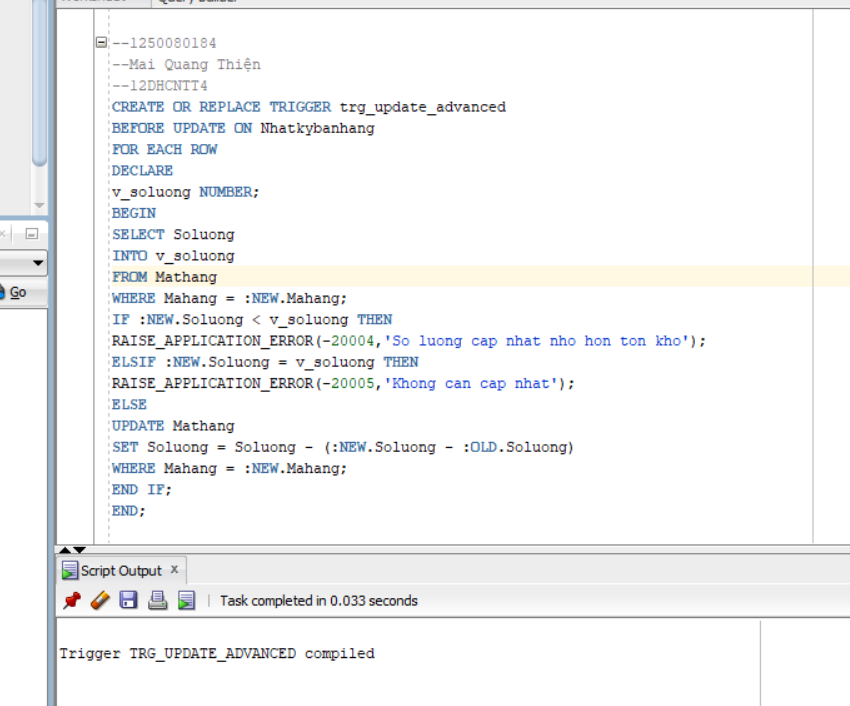 --1250080184
--Mai Quang Thiện
--12DHCNTT4
CREATE OR REPLACE TRIGGER trg_update_advanced
BEFORE UPDATE ON Nhatkybanhang
FOR EACH ROW
DECLARE
v_soluong NUMBER;
BEGIN
SELECT Soluong
INTO v_soluong
FROM Mathang
WHERE Mahang = :NEW.Mahang;
IF :NEW.Soluong < v_soluong THEN
RAISE_APPLICATION_ERROR(-20004,'So luong cap nhat nho hon ton kho');
ELSIF :NEW.Soluong = v_soluong THEN
RAISE_APPLICATION_ERROR(-20005,'Khong can cap nhat');
ELSE
UPDATE Mathang
SET Soluong = Soluong - (:NEW.Soluong - :OLD.Soluong)
WHERE Mahang = :NEW.Mahang;
END IF;
END;
Go
Script Output x
Task completed in 0.033 seconds
Trigger TRG_UPDATE_ADVANCED compiled